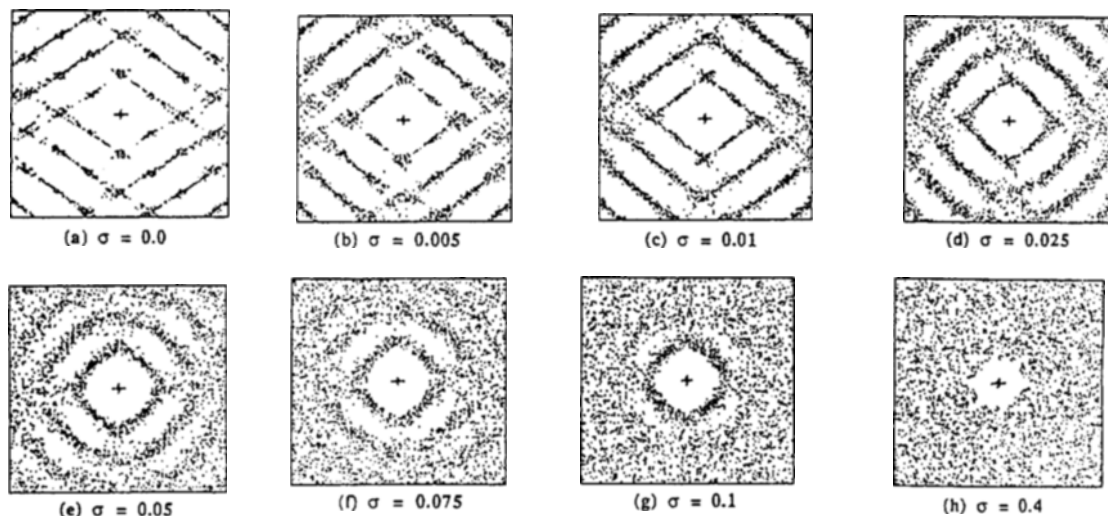 (a) σ = 0.0
(b) σ = 0.005
(c) σ = 0.01
(d) σ = 0.025
(e) σ = 0.05
(f) σ = 0.075
(g) σ = 0.1
(h) σ = 0.4